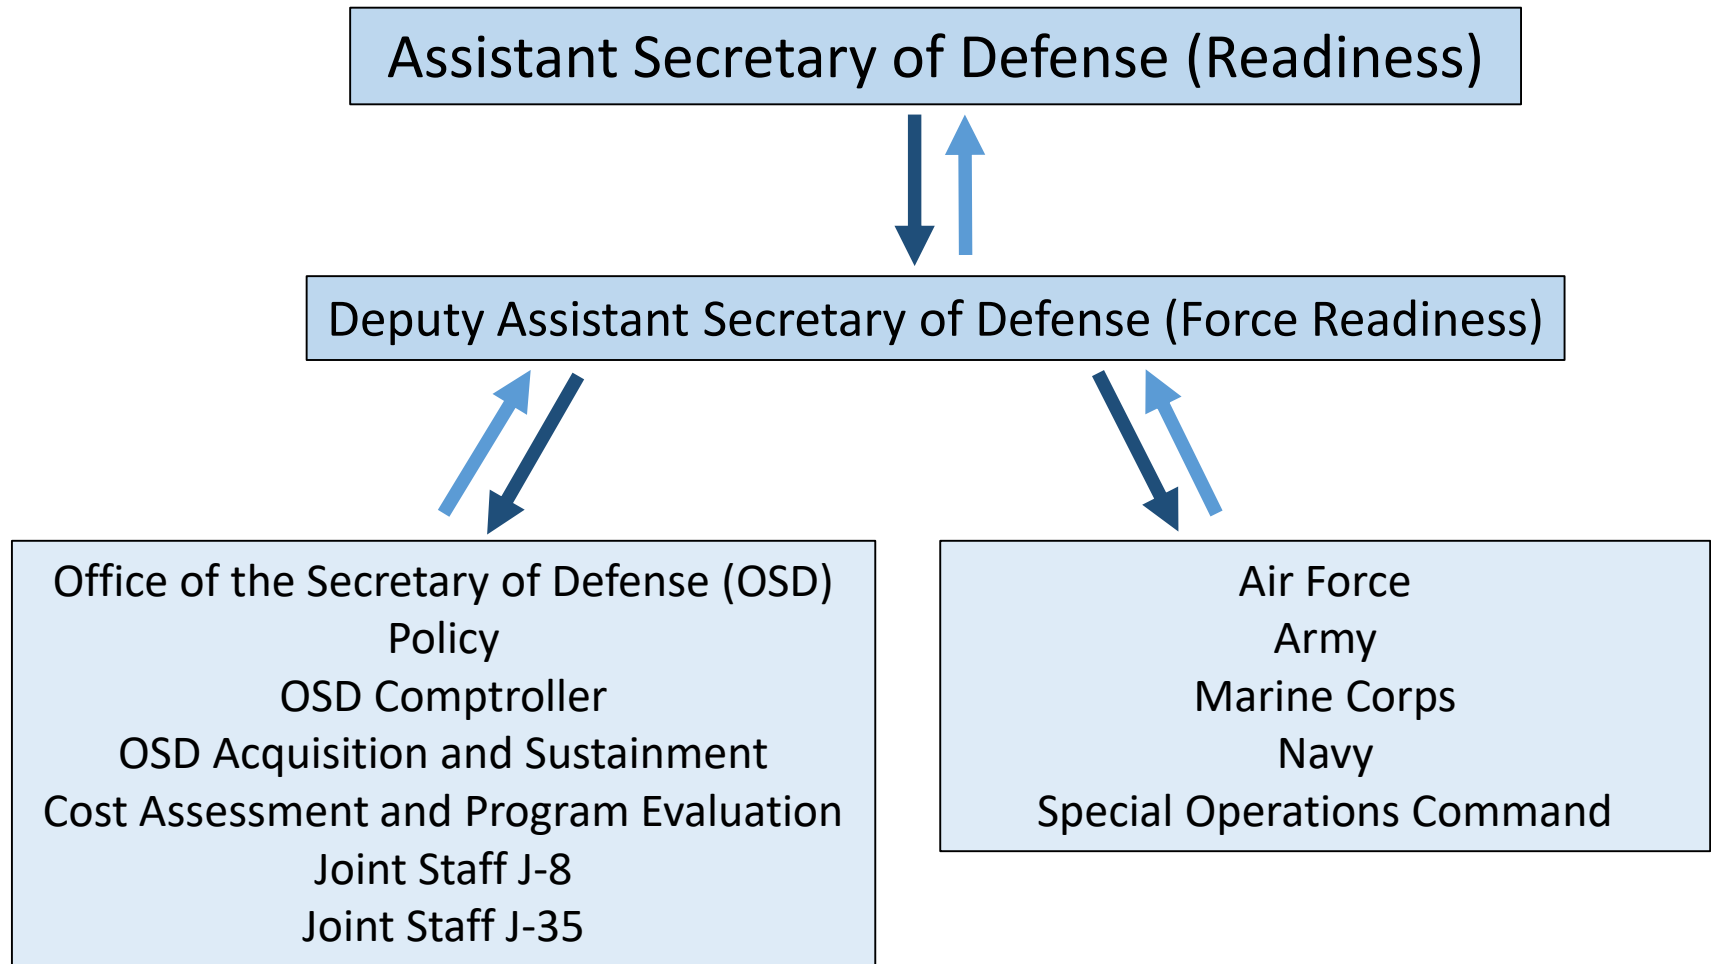 Assistant Secretary of Defense (Readiness)
Deputy Assistant Secretary of Defense (Force Readiness)
Office of the Secretary of Defense (OSD)
Policy
OSD Comptroller
OSD Acquisition and Sustainment
Cost Assessment and Program Evaluation
Joint Staff J-8
Joint Staff J-35
Air Force
Army
Marine Corps
Navy
Special Operations Command